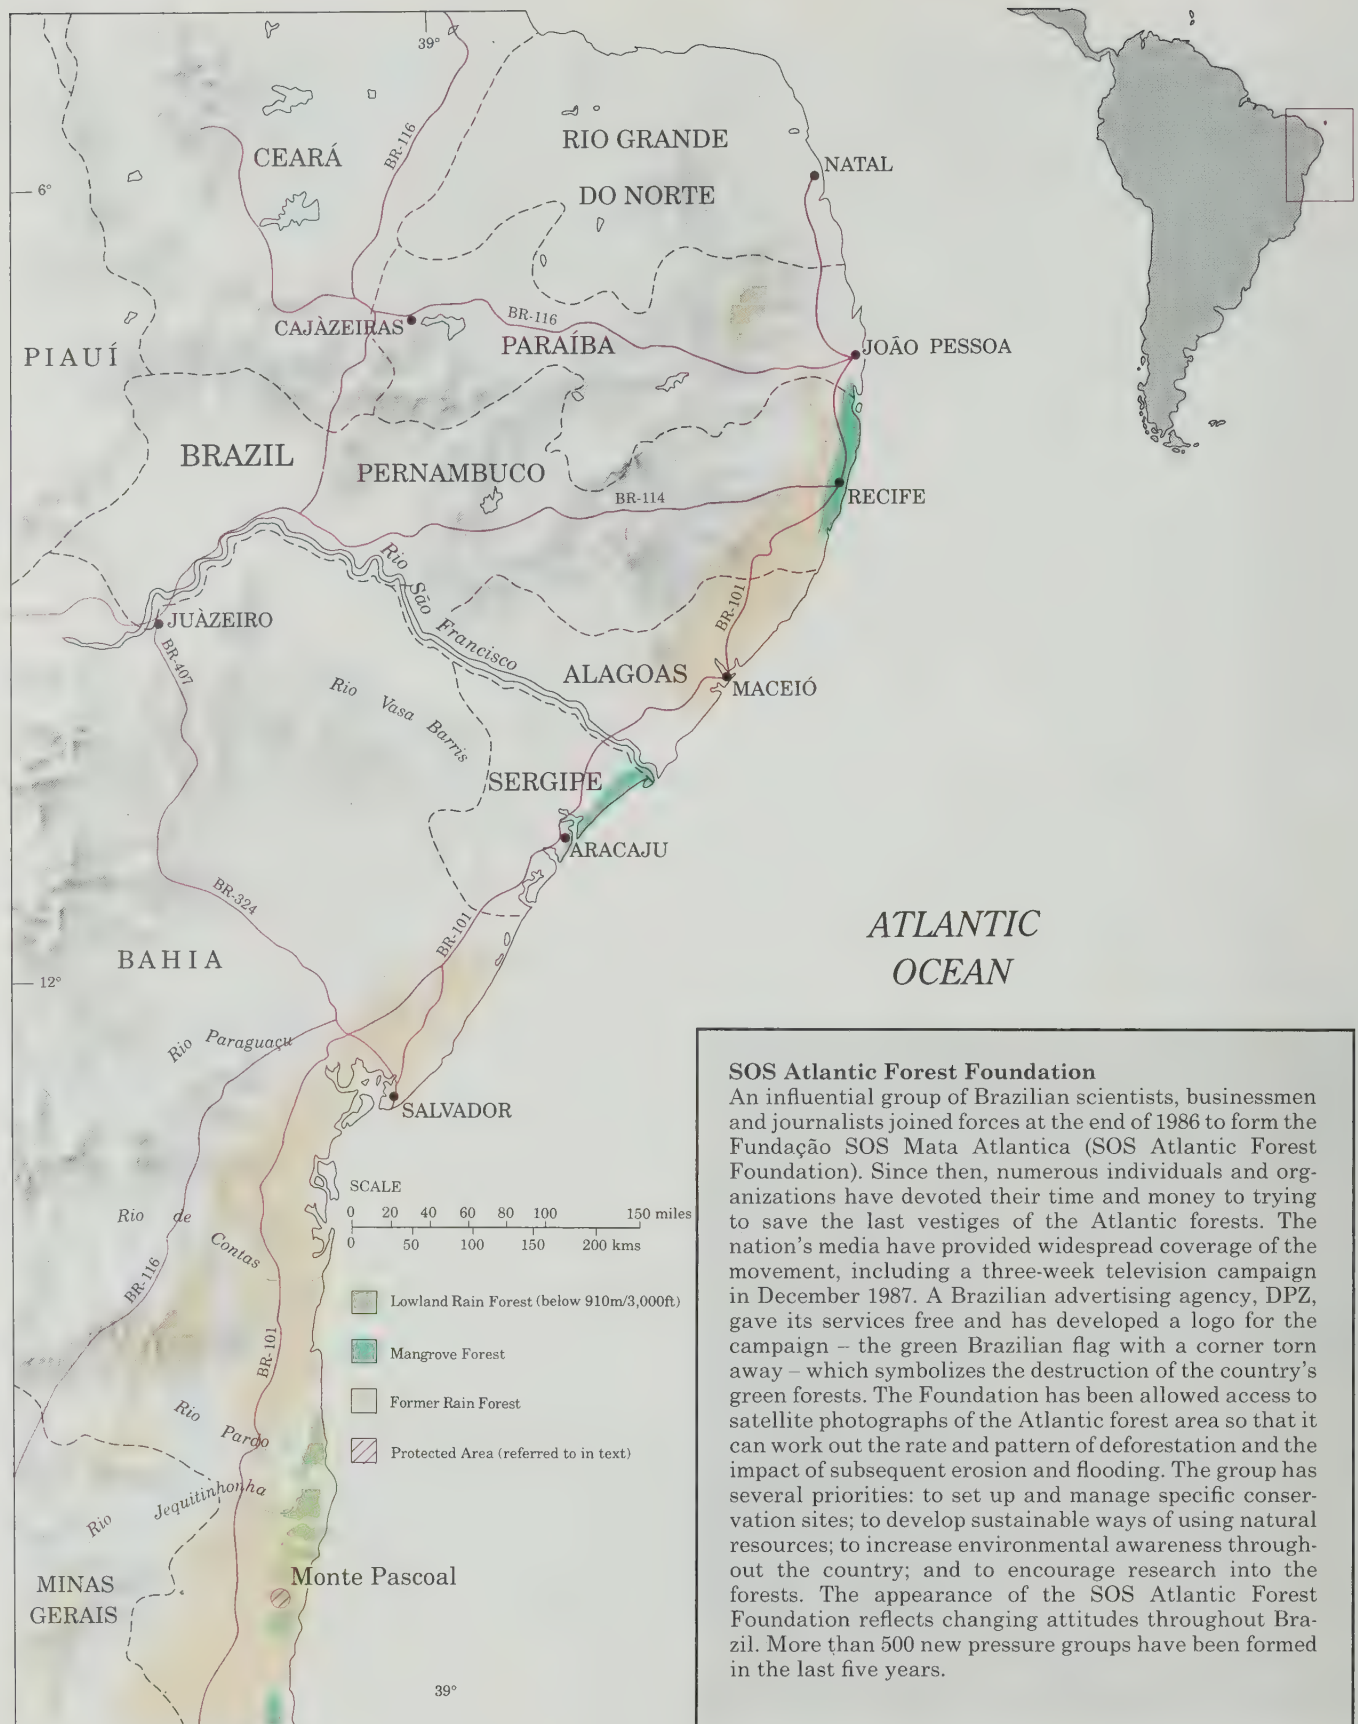 39°
BR-116
CEARÁ
RIO GRANDE
DO NORTE
NATAL
6°
CAJÀZEIRAS
BR-116
PARAÍBA
JOÃO PESSOA
PIAUÍ
BRAZIL
PERNAMBUCO
BR-114
RECIFE
Rio São Francisco
BR-101
JUÀZEIRO
BR-407
ALAGOAS
MACEIÓ
Rio Vasa Barris
SERGIPE
ARACAJU
BR-324
BR-101
ATLANTIC
OCEAN
BAHIA
12°
Rio Paraguaçu
SALVADOR
SCALE
0 20 40 60 80 100 150 miles
0 50 100 150 200 kms
Rio de Contas
BR-116
BR-101
Lowland Rain Forest (below 910m/3,000ft)
Mangrove Forest
Former Rain Forest
Protected Area (referred to in text)
Rio Pardo
Rio Jequitinhonha
MINAS
GERAIS
Monte Pascoal
39°
SOS Atlantic Forest Foundation
An influential group of Brazilian scientists, businessmen
and journalists joined forces at the end of 1986 to form the
Fundação SOS Mata Atlantica (SOS Atlantic Forest
Foundation). Since then, numerous individuals and org-
anizations have devoted their time and money to trying
to save the last vestiges of the Atlantic forests. The
nation's media have provided widespread coverage of the
movement, including a three-week television campaign
in December 1987. A Brazilian advertising agency, DPZ,
gave its services free and has developed a logo for the
campaign – the green Brazilian flag with a corner torn
away – which symbolizes the destruction of the country's
green forests. The Foundation has been allowed access to
satellite photographs of the Atlantic forest area so that it
can work out the rate and pattern of deforestation and the
impact of subsequent erosion and flooding. The group has
several priorities: to set up and manage specific conser-
vation sites; to develop sustainable ways of using natural
resources; to increase environmental awareness through-
out the country; and to encourage research into the
forests. The appearance of the SOS Atlantic Forest
Foundation reflects changing attitudes throughout Bra-
zil. More than 500 new pressure groups have been formed
in the last five years.